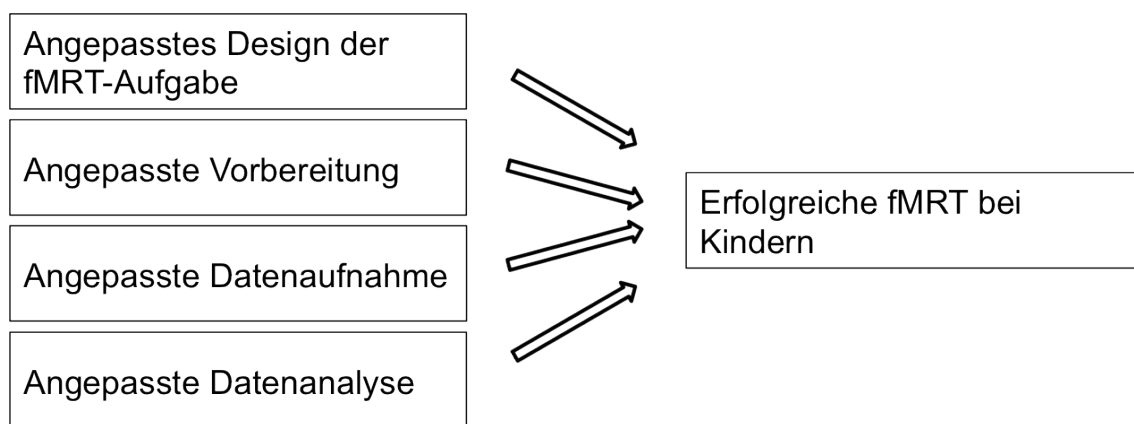 Angepasstes Design der
fMRT-Aufgabe
Angepasste Vorbereitung
Angepasste Datenaufnahme
Angepasste Datenanalyse
Erfolgreiche fMRT bei
Kindern